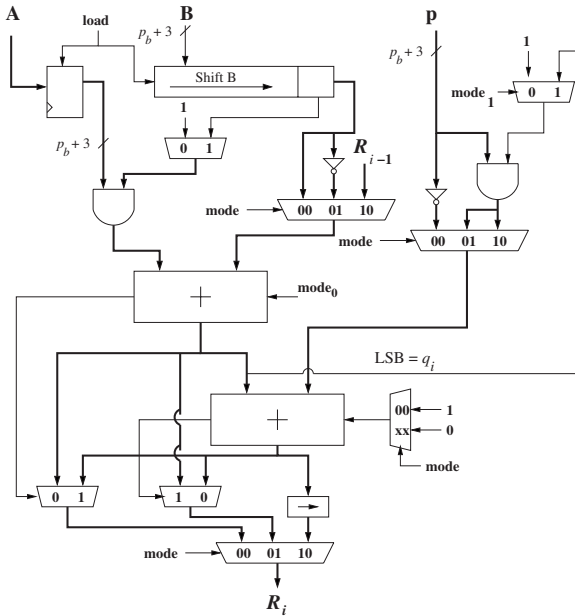 A
load
B
p
p_b + 3
p_b + 3
1
Shift B
mode_1
0 1
1
p_b + 3
0 1
R_{i-1}
mode
00 01 10
mode
00 01 10
+
mode_0
LSB = q_i
+
00
1
xx
0
mode
0 1
1 0
mode
00 01 10
R_i